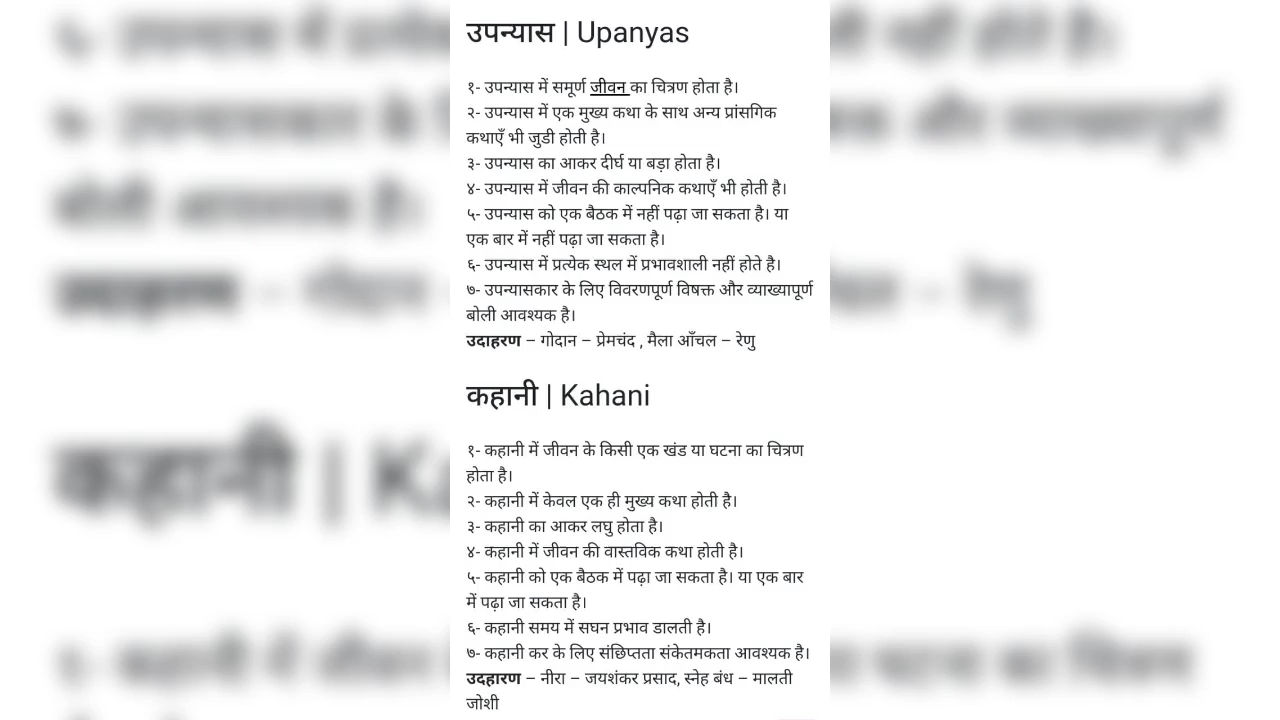 उपन्यास | Upanyas
१- उपन्यास में समूर्ण जीवन का चित्रण होता है।
२- उपन्यास में एक मुख्य कथा के साथ अन्य प्रांसगिक
कथाएँ भी जुडी होती है।
३- उपन्यास का आकर दीर्घ या बड़ा होता है।
४- उपन्यास में जीवन की काल्पनिक कथाएँ भी होती है।
५- उपन्यास को एक बैठक में नहीं पढ़ा जा सकता है। या
एक बार में नहीं पढ़ा जा सकता है।
६- उपन्यास में प्रत्येक स्थल में प्रभावशाली नहीं होते है।
७- उपन्यासकार के लिए विवरणपूर्ण विषक्त और व्याख्यापूर्ण
बोली आवश्यक है।
उदाहरण – गोदान – प्रेमचंद , मैला आँचल – रेणु
कहानी | Kahani
१- कहानी में जीवन के किसी एक खंड या घटना का चित्रण
होता है।
२- कहानी में केवल एक ही मुख्य कथा होती है।
३- कहानी का आकर लघु होता है।
४- कहानी में जीवन की वास्तविक कथा होती है।
५- कहानी को एक बैठक में पढ़ा जा सकता है। या एक बार
में पढ़ा जा सकता है।
६- कहानी समय में सघन प्रभाव डालती है।
७- कहानी कर के लिए संछिप्तता संकेतमकता आवश्यक है।
उदहारण – नीरा – जयशंकर प्रसाद, स्नेह बंध – मालती
जोशी